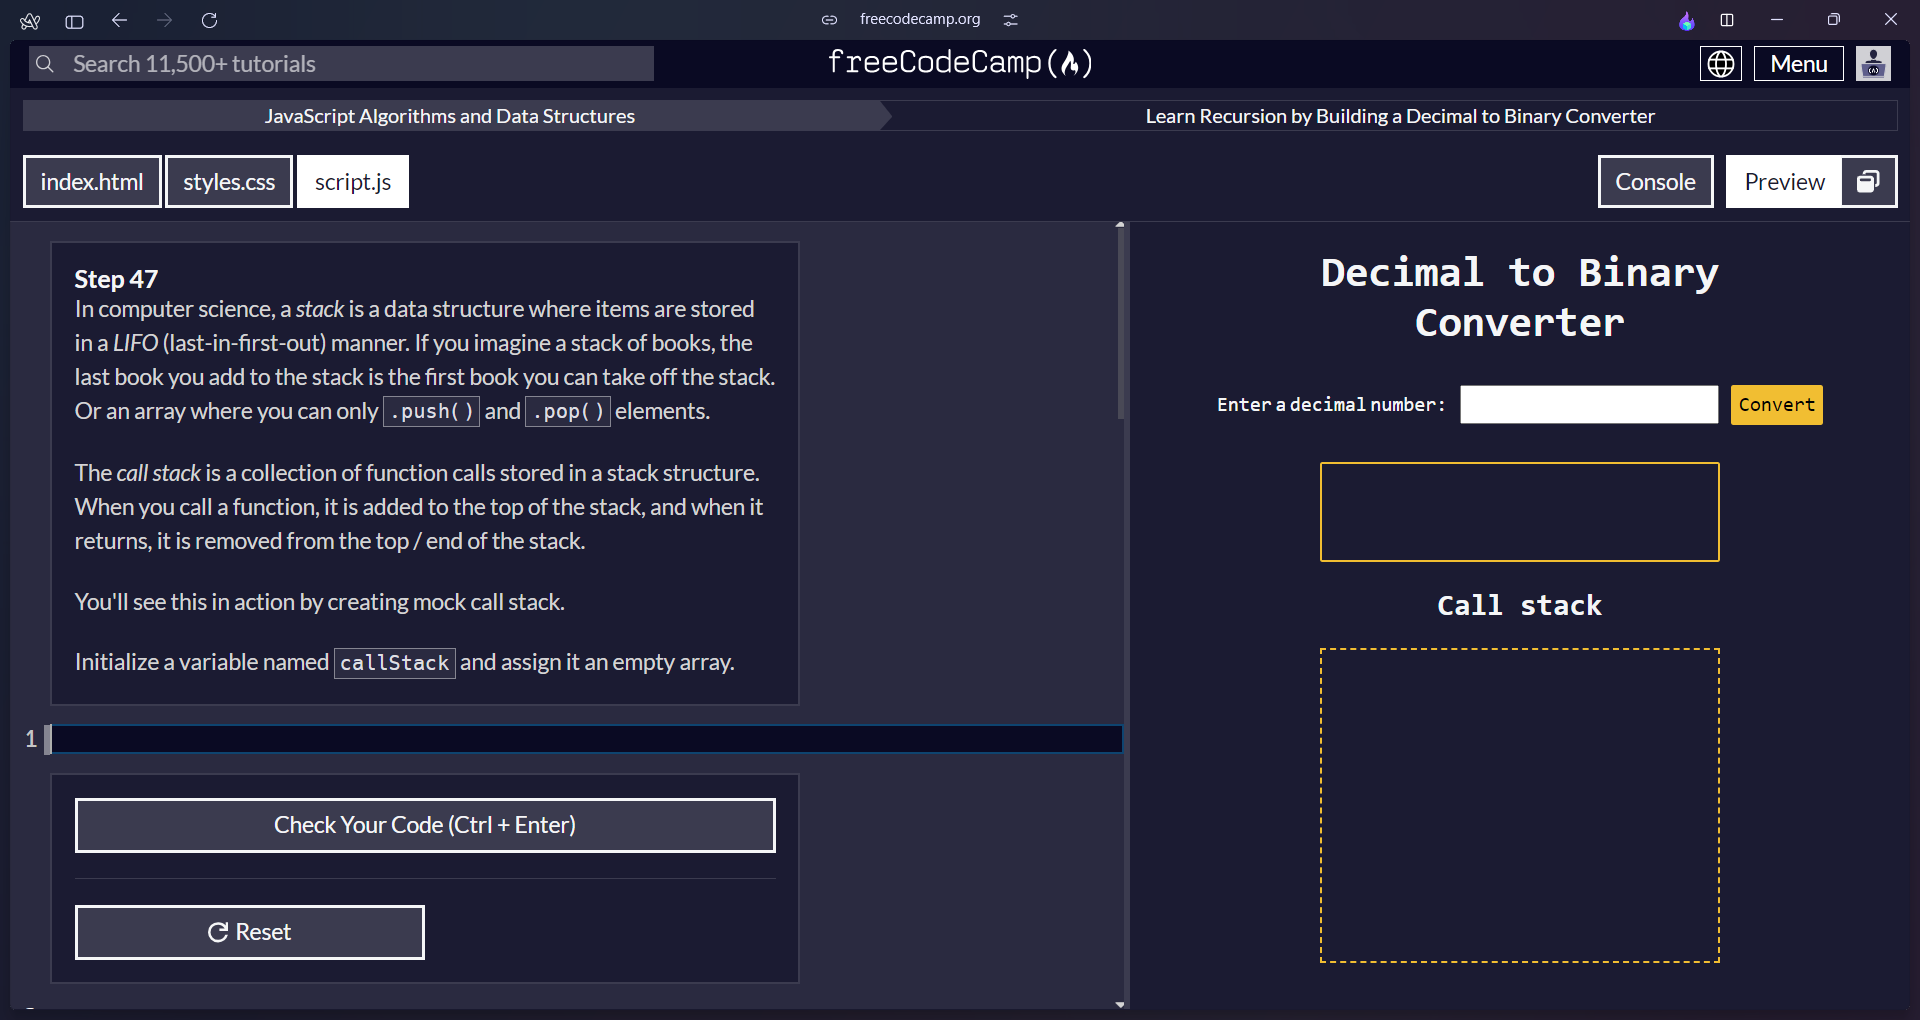 freecodecamp.org
Search 11,500+ tutorials
freeCodeCamp
Menu
JavaScript Algorithms and Data Structures
Learn Recursion by Building a Decimal to Binary Converter
index.html
styles.css
script.js
Console
Preview
Step 47
In computer science, a stack is a data structure where items are stored
in a LIFO (last-in-first-out) manner. If you imagine a stack of books, the
last book you add to the stack is the first book you can take off the stack.
Or an array where you can only .push() and .pop() elements.
The call stack is a collection of function calls stored in a stack structure.
When you call a function, it is added to the top of the stack, and when it
returns, it is removed from the top / end of the stack.
You'll see this in action by creating mock call stack.
Initialize a variable named callStack and assign it an empty array.
1
Check Your Code (Ctrl + Enter)
Reset
Decimal to Binary
Converter
Enter a decimal number:
Convert
Call stack